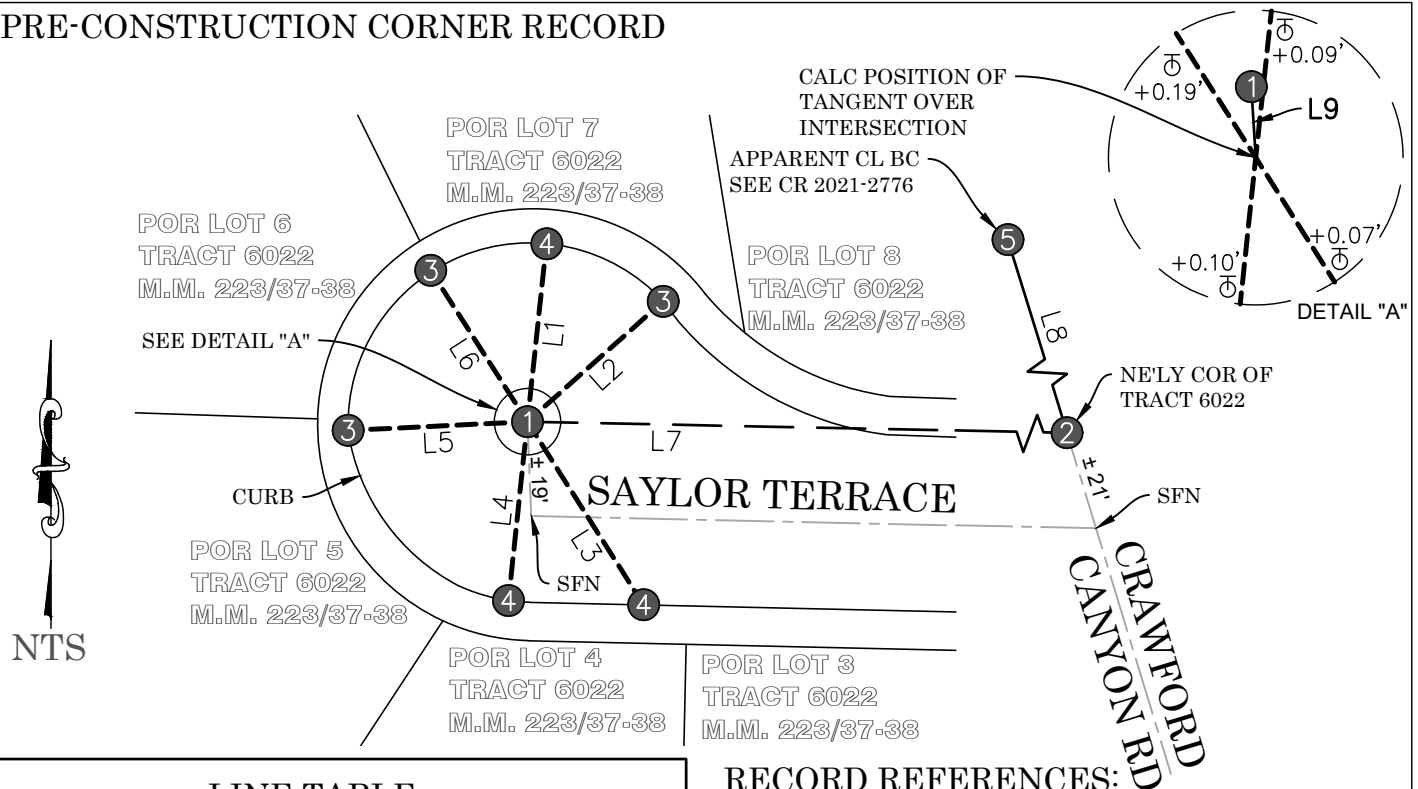 PRE-CONSTRUCTION CORNER RECORD
CALC POSITION OF
TANGENT OVER
INTERSECTION
APPARENT CL BC
SEE CR 2021-2776
+0.19'
+0.09'
1
L9
+0.10'
+0.07'
DETAIL "A"
POR LOT 7
TRACT 6022
M.M. 223/37-38
POR LOT 6
TRACT 6022
M.M. 223/37-38
POR LOT 8
TRACT 6022
M.M. 223/37-38
SEE DETAIL "A"
3
4
3
5
L6
L1
L2
L8
NE'LY COR OF
TRACT 6022
3
L5
1
L7
2
CURB
L4
± 19'
L3
SAYLOR TERRACE
± 21'
SFN
SFN
4
4
POR LOT 5
TRACT 6022
M.M. 223/37-38
CRAWFORD
CANYON RD
NTS
POR LOT 4
TRACT 6022
M.M. 223/37-38
POR LOT 3
TRACT 6022
M.M. 223/37-38
LINE TABLE
RECORD REFERENCES: